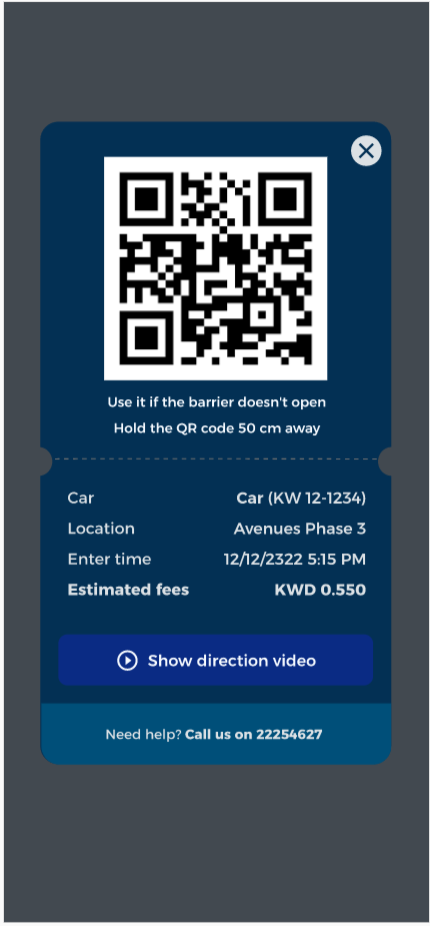 Use it if the barrier doesn't open
Hold the QR code 50 cm away
Car Car (KW 12-1234)
Location Avenues Phase 3
Enter time 12/12/2322 5:15 PM
Estimated fees KWD 0.550
Show direction video
Need help? Call us on 22254627